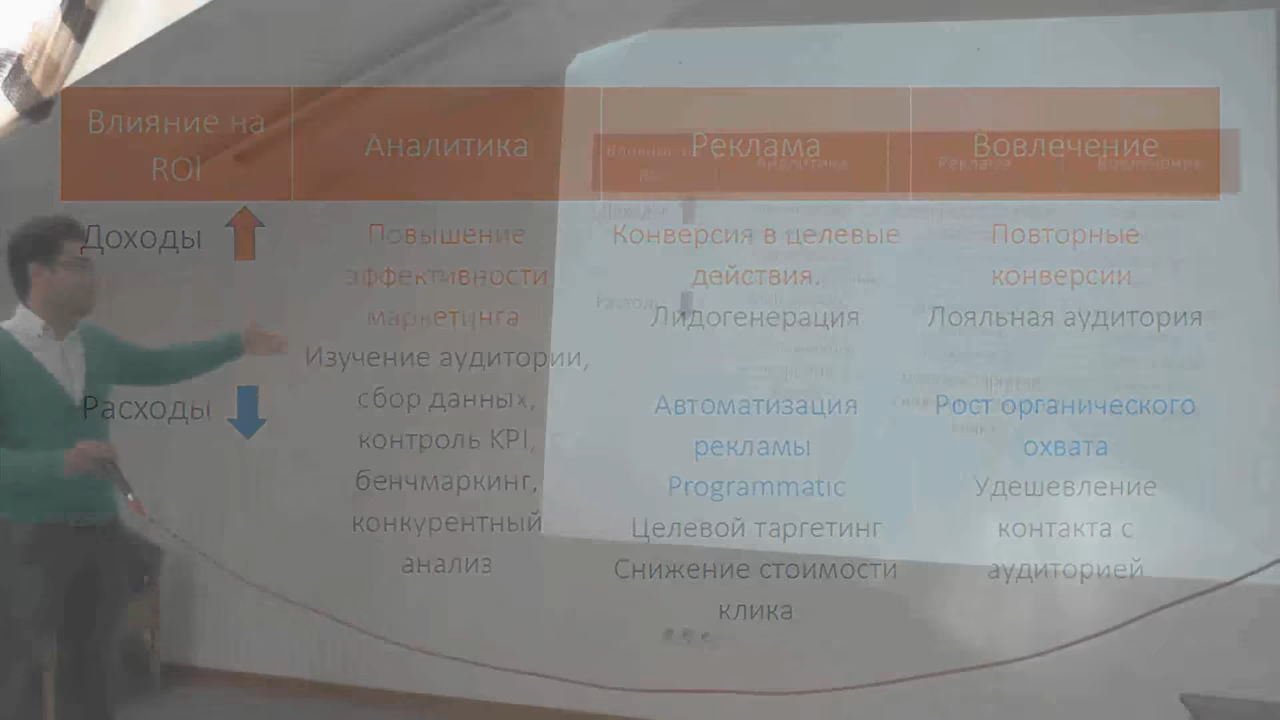 Влияние на
ROI
Аналитика
Реклама
Вовлечение
Доходы
Повышение
эффективности
маркетинга
Изучение аудитории,
сбор данных,
контроль KPI,
бенчмаркинг,
конкурентный
анализ
Конверсия в целевые
действия.
Лидогенерация
Повторные
конверсии
Лояльная аудитория
Расходы
Автоматизация
рекламы
Programmatic
Целевой таргетинг
Снижение стоимости
клика
Рост органического
охвата
Удешевление
контакта с
аудиторией